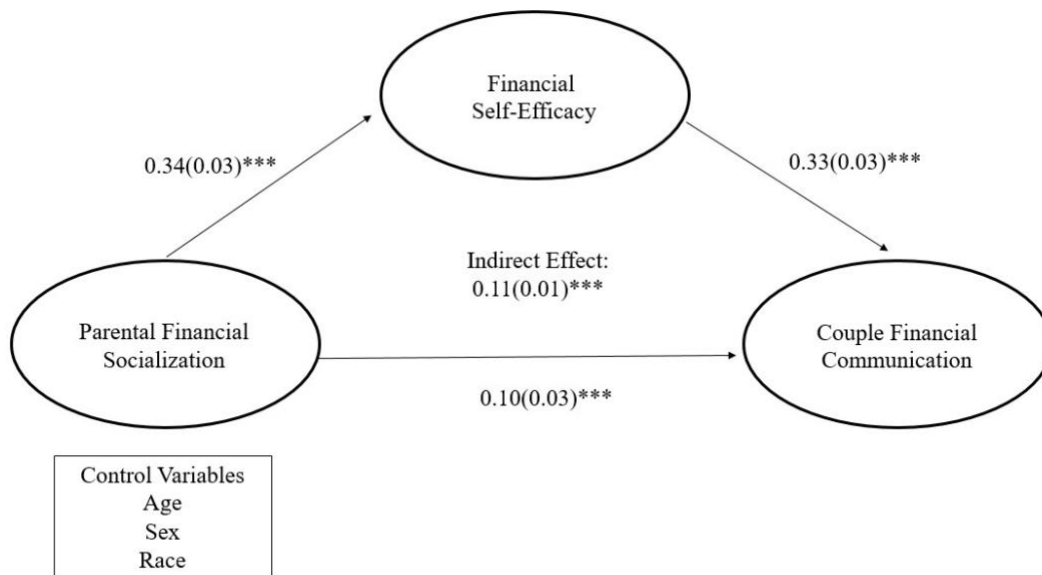 Financial
Self-Efficacy
0.34(0.03)***
0.33(0.03)***
Indirect Effect:
0.11(0.01)***
Parental Financial
Socialization
Couple Financial
Communication
0.10(0.03)***
Control Variables
Age
Sex
Race